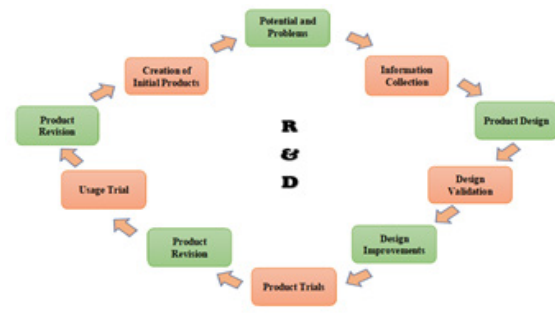 Potential and
Problems
Information
Collection
Product Design
Design
Validation
Design
Improvements
Product Trials
Product
Revision
Usage Trial
Product
Revision
Creation of
Initial Products
R
&
D